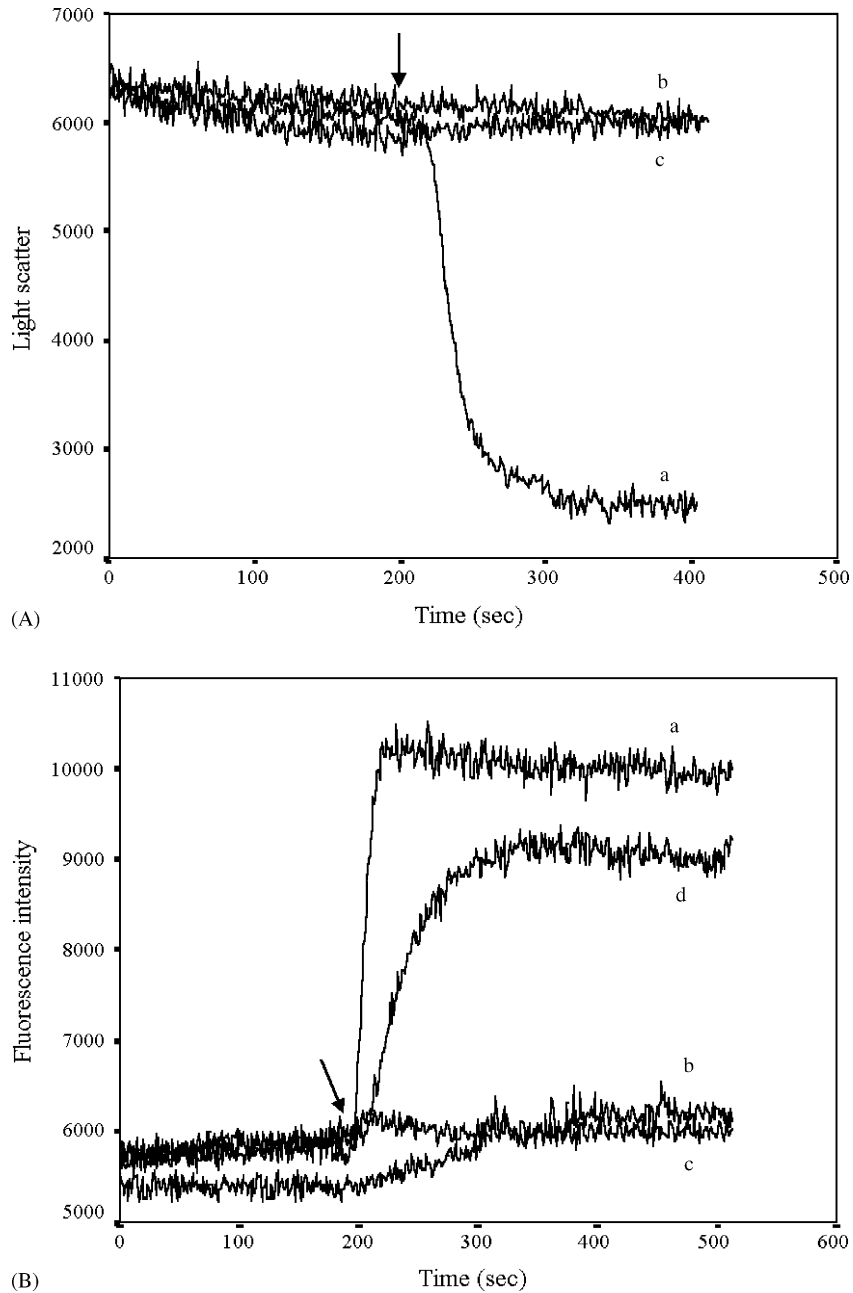 7000
b
6000
c
5000
Light scatter
4000
3000
a
2000
0 100 200 300 400 500
Time (sec)
(A)
11000
a
10000
9000
d
Fluorescence intensity
8000
7000
b
6000
c
5000
0 100 200 300 400 500 600
Time (sec)
(B)